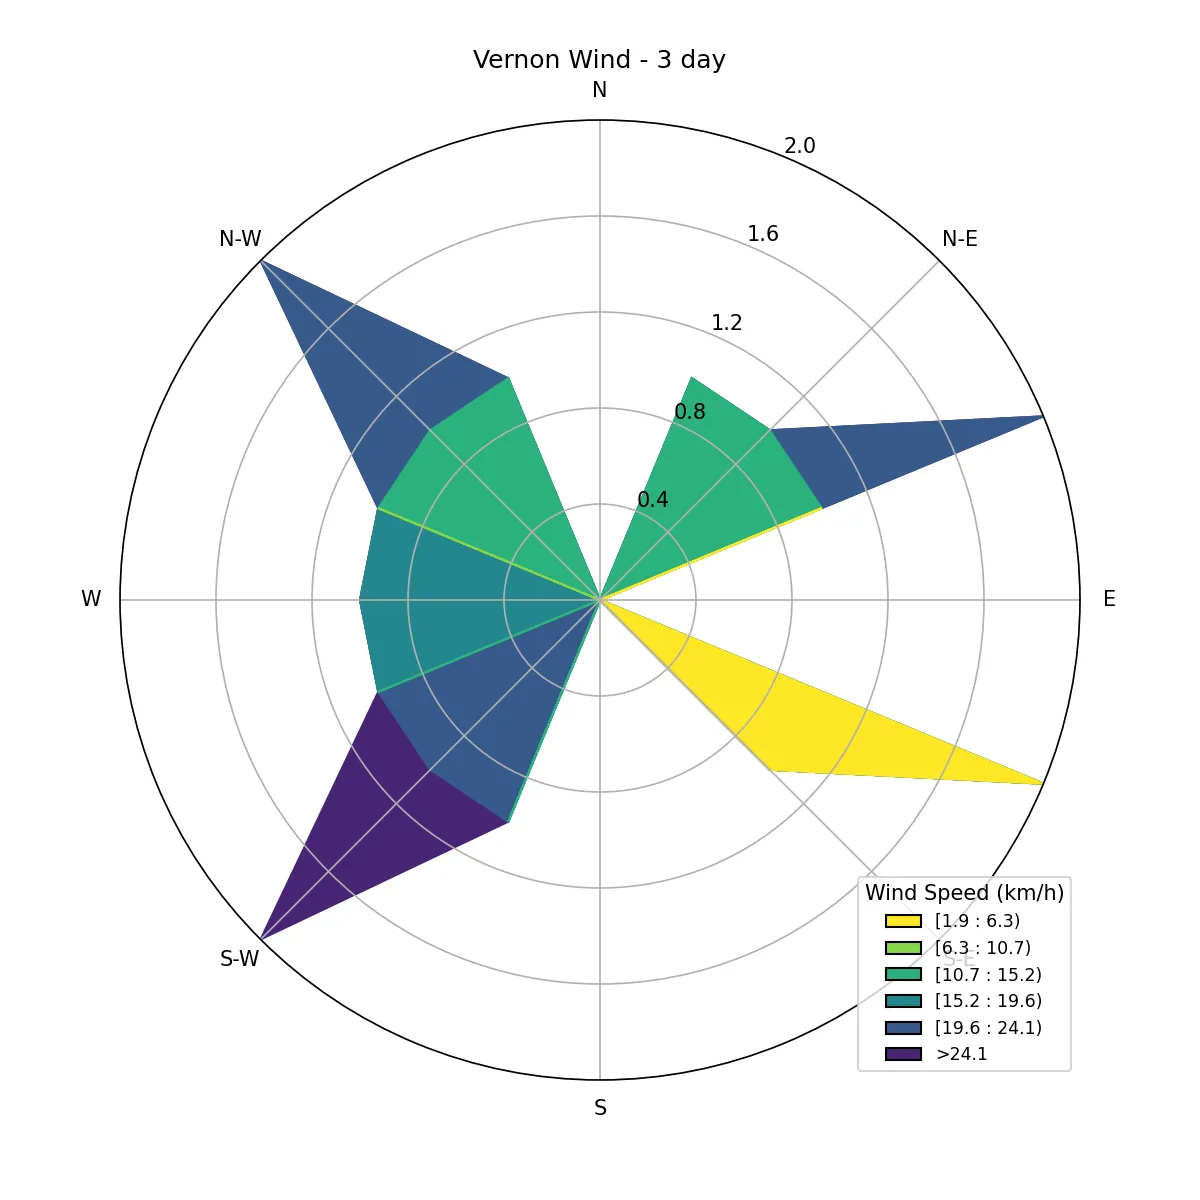 Vernon Wind - 3 day
N
2.0
N-W
1.6
N-E
1.2
0.8
0.4
W
E
Wind Speed (km/h)
[1.9 : 6.3)
[6.3 : 10.7)
S-W
S-E
[10.7 : 15.2)
[15.2 : 19.6)
[19.6 : 24.1)
>24.1
S